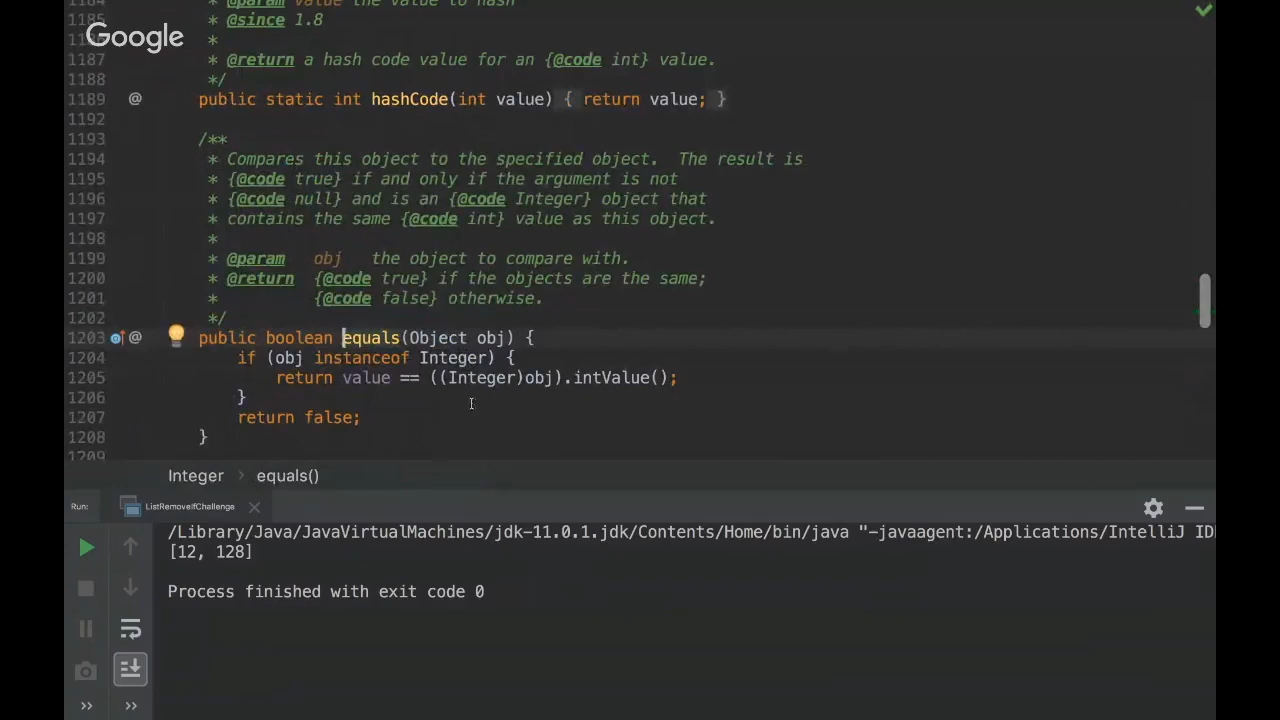 1184 * @param value the value to hash
1185 * @since 1.8
1186 *
Google
1187 * @return a hash code value for an {@code int} value.
1188 */
1189 @ public static int hashCode(int value) { return value; }
1192
1193 /**
1194 * Compares this object to the specified object. The result is
1195 * {@code true} if and only if the argument is not
1196 * {@code null} and is an {@code Integer} object that
1197 * contains the same {@code int} value as this object.
1198 *
1199 * @param obj the object to compare with.
1200 * @return {@code true} if the objects are the same;
1201 * {@code false} otherwise.
1202 */
1203 @ public boolean equals(Object obj) {
1204 if (obj instanceof Integer) {
1205 return value == ((Integer)obj).intValue();
1206 }
1207 return false;
1208 }
1209
Integer › equals()
Run: ListRemoveIfChallenge
/Library/Java/JavaVirtualMachines/jdk-11.0.1.jdk/Contents/Home/bin/java "-javaagent:/Applications/IntelliJ ID
[12, 128]
Process finished with exit code 0